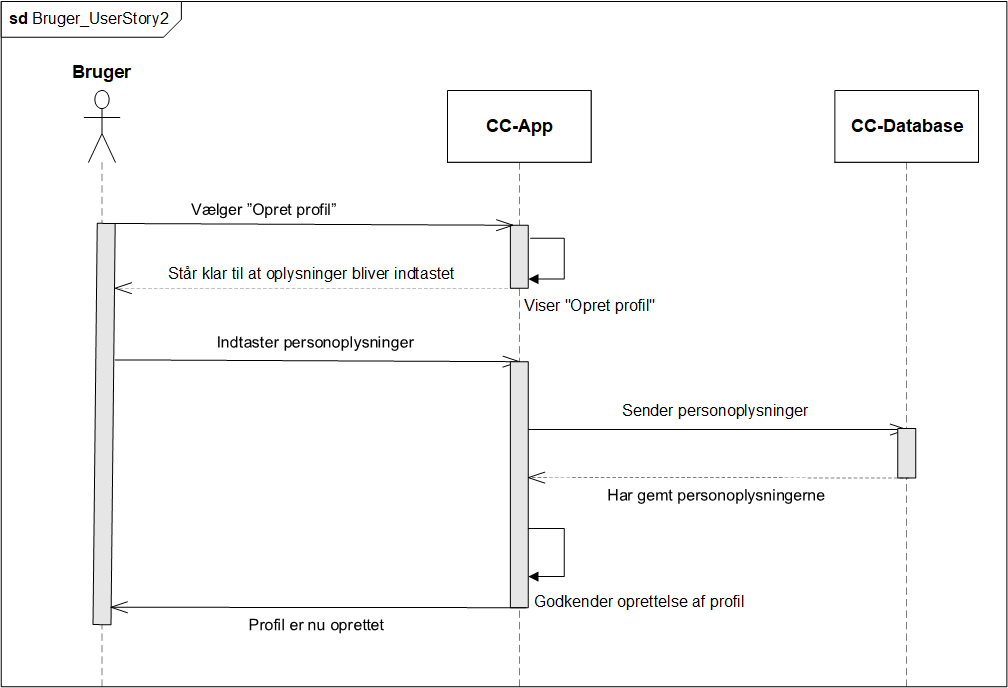 sd Bruger_UserStory2
Bruger
CC-App
CC-Database
Vælger ”Opret profil”
Står klar til at oplysninger bliver indtastet
Viser "Opret profil"
Indtaster personoplysninger
Sender personoplysninger
Har gemt personoplysningerne
Godkender oprettelse af profil
Profil er nu oprettet